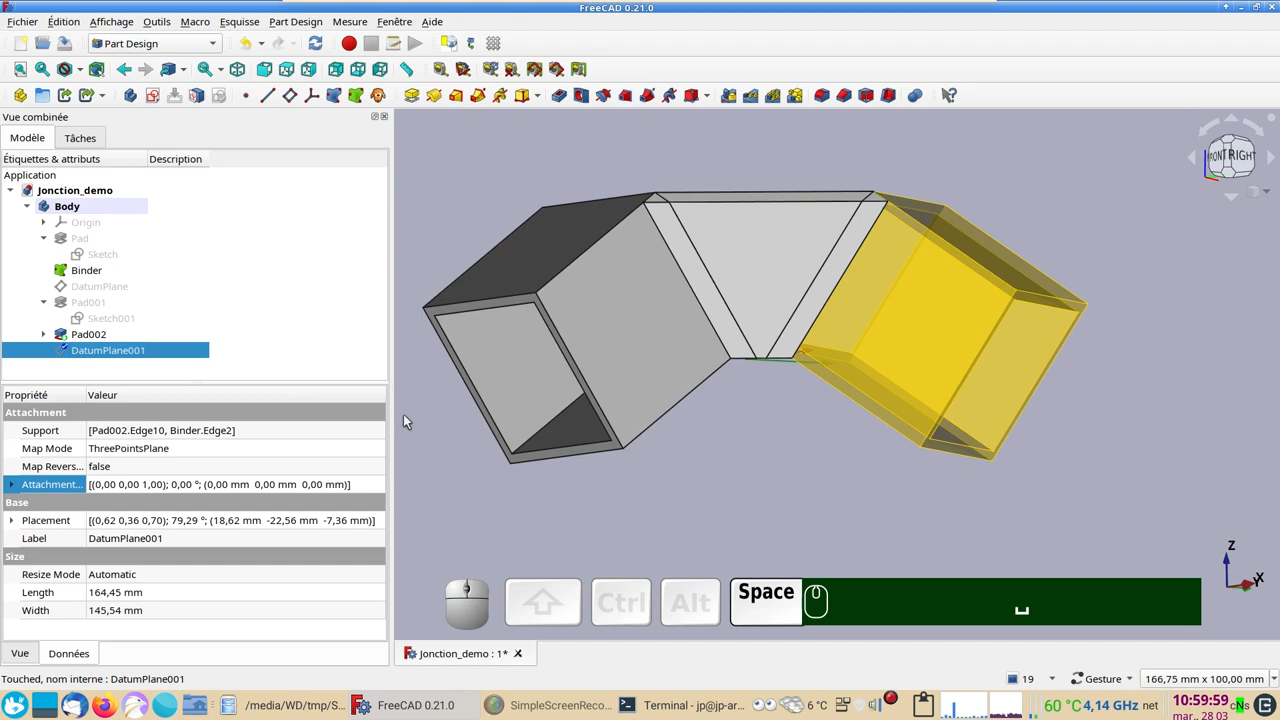 FreeCAD 0.21.0
Fichier Édition Affichage Outils Macro Esquisse Part Design Mesure Fenêtre Aide
Part Design
Vue combinée
Modèle Tâches
Étiquettes & attributs Description
Application
Jonction_demo
Body
Origin
Pad
Sketch
Binder
DatumPlane
Pad001
Sketch001
Pad002
DatumPlane001
Propriété Valeur
Attachment
Support [Pad002.Edge10, Binder.Edge2]
Map Mode ThreePointsPlane
Map Revers... false
Attachment... [(0,00 0,00 1,00); 0,00 °; (0,00 mm 0,00 mm 0,00 mm)]
Base
Placement [(0,62 0,36 0,70); 79,29 °; (18,62 mm -22,56 mm -7,36 mm)]
Label DatumPlane001
Size
Resize Mode Automatic
Length 164,45 mm
Width 145,54 mm
FRONT RIGHT
Z
Y
X
Ctrl Alt Space
Vue Données
Jonction_demo : 1*
Touched, nom interne : DatumPlane001
19 Gesture 166,75 mm x 100,00 mm
/media/WD/tmp/S... FreeCAD 0.21.0 SimpleScreenReco... Terminal - jp@jp-ar... 6 °C 60 °C 4,14 GHz net 10:59:59
mar., 28 03